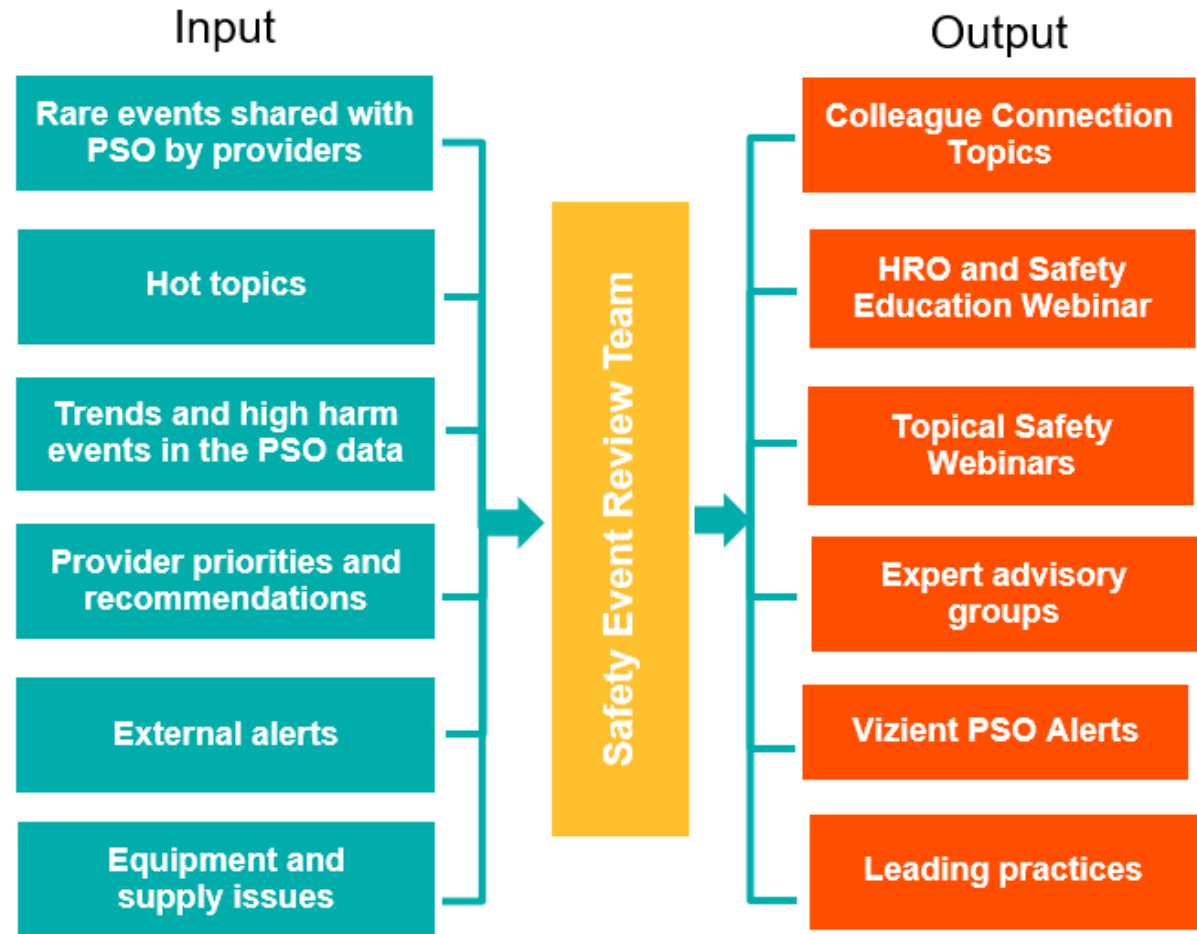 Input
Rare events shared with
PSO by providers
Hot topics
Trends and high harm
events in the PSO data
Provider priorities and
recommendations
External alerts
Equipment and
supply issues
Safety Event Review Team
Output
Colleague Connection
Topics
HRO and Safety
Education Webinar
Topical Safety
Webinars
Expert advisory
groups
Vizient PSO Alerts
Leading practices